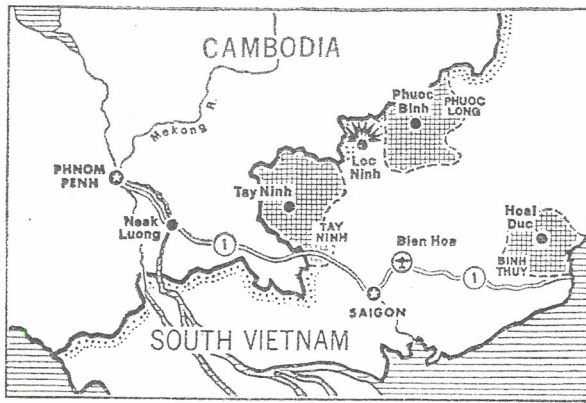 CAMBODIA
Phuoc
Binh
PHUOC
LONG
Mekong R.
Loc
Ninh
PHNOM
PENH
Tay Ninh
TAY
NINH
Neak
Luong
1
Bien Hoa
Hoai
Duc
BINH
THUY
1
SAIGON
SOUTH VIETNAM